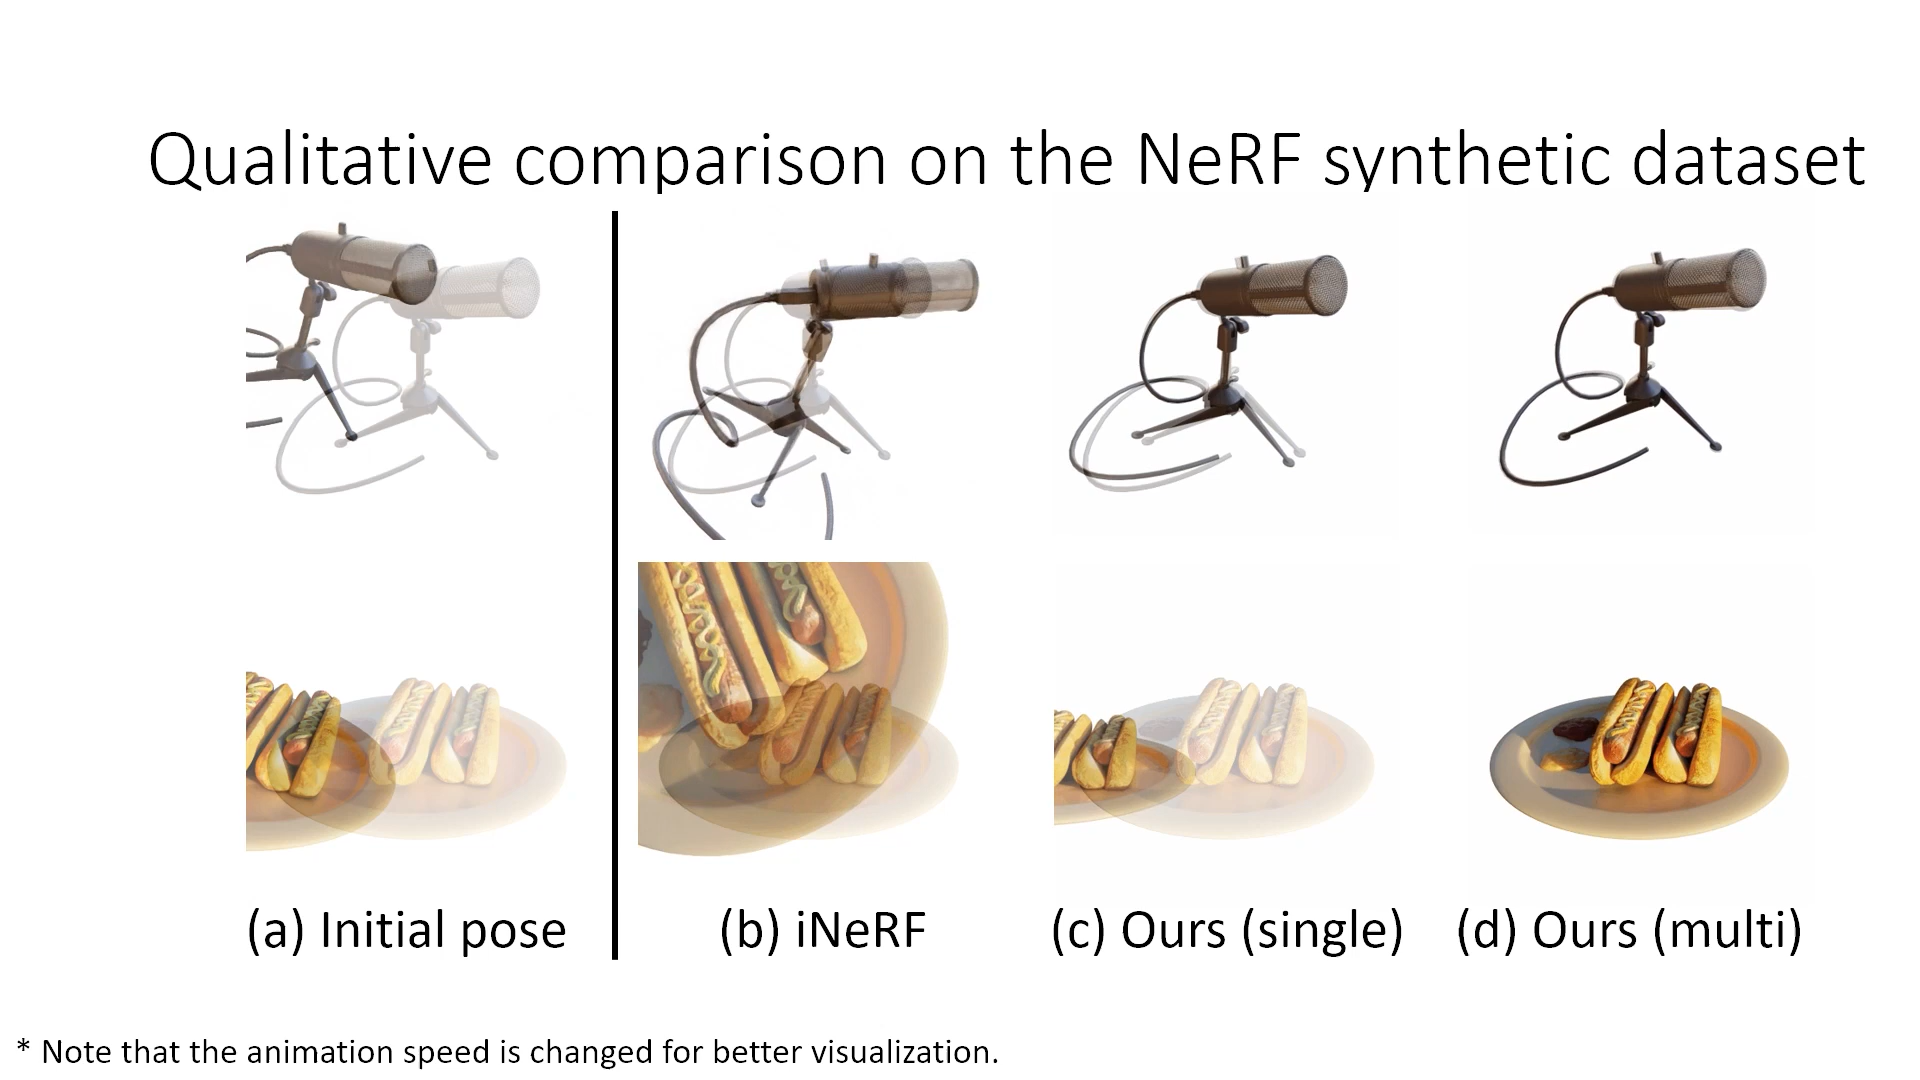 Qualitative comparison on the NeRF synthetic dataset
(a) Initial pose
(b) iNeRF
(c) Ours (single)
(d) Ours (multi)
* Note that the animation speed is changed for better visualization.